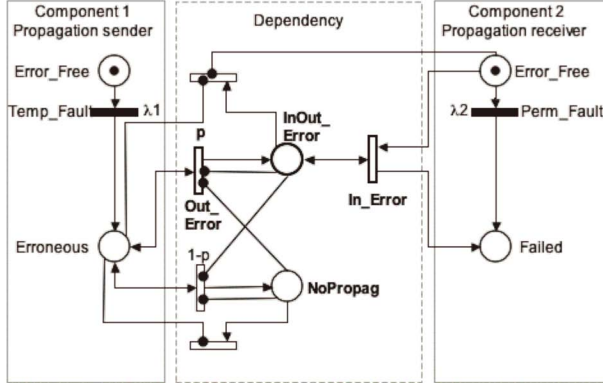 Component 1
Propagation sender
Dependency
Component 2
Propagation receiver
Error_Free
Error_Free
Temp_Fault
λ1
λ2
Perm_Fault
p
InOut_
Error
Out_
Error
In_Error
Erroneous
Failed
1-p
NoPropag